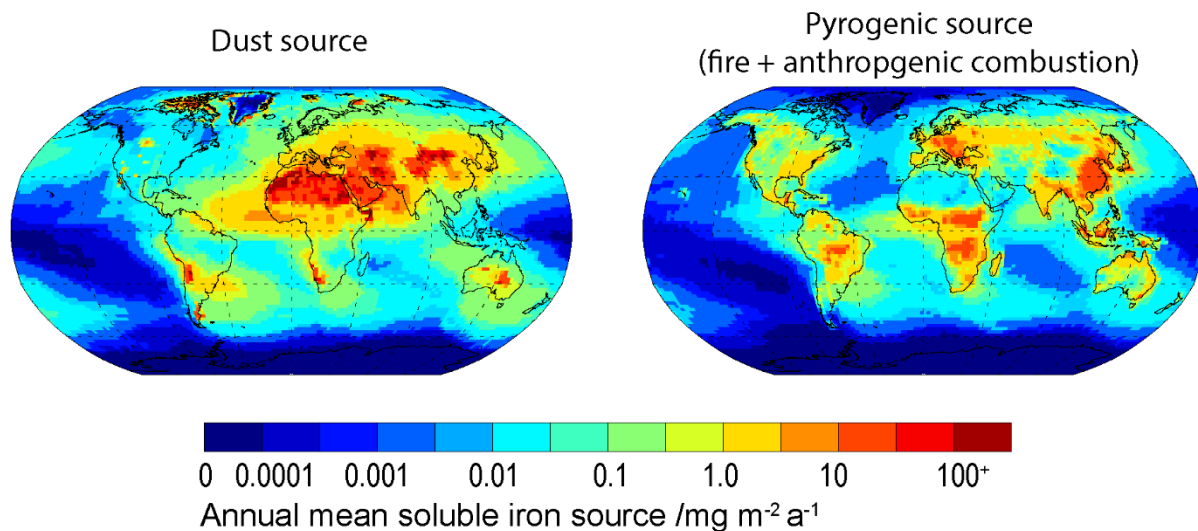 Dust source
Pyrogenic source
(fire + anthropgenic combustion)
0 0.0001 0.001 0.01 0.1 1.0 10 100⁺
Annual mean soluble iron source /mg m⁻² a⁻¹